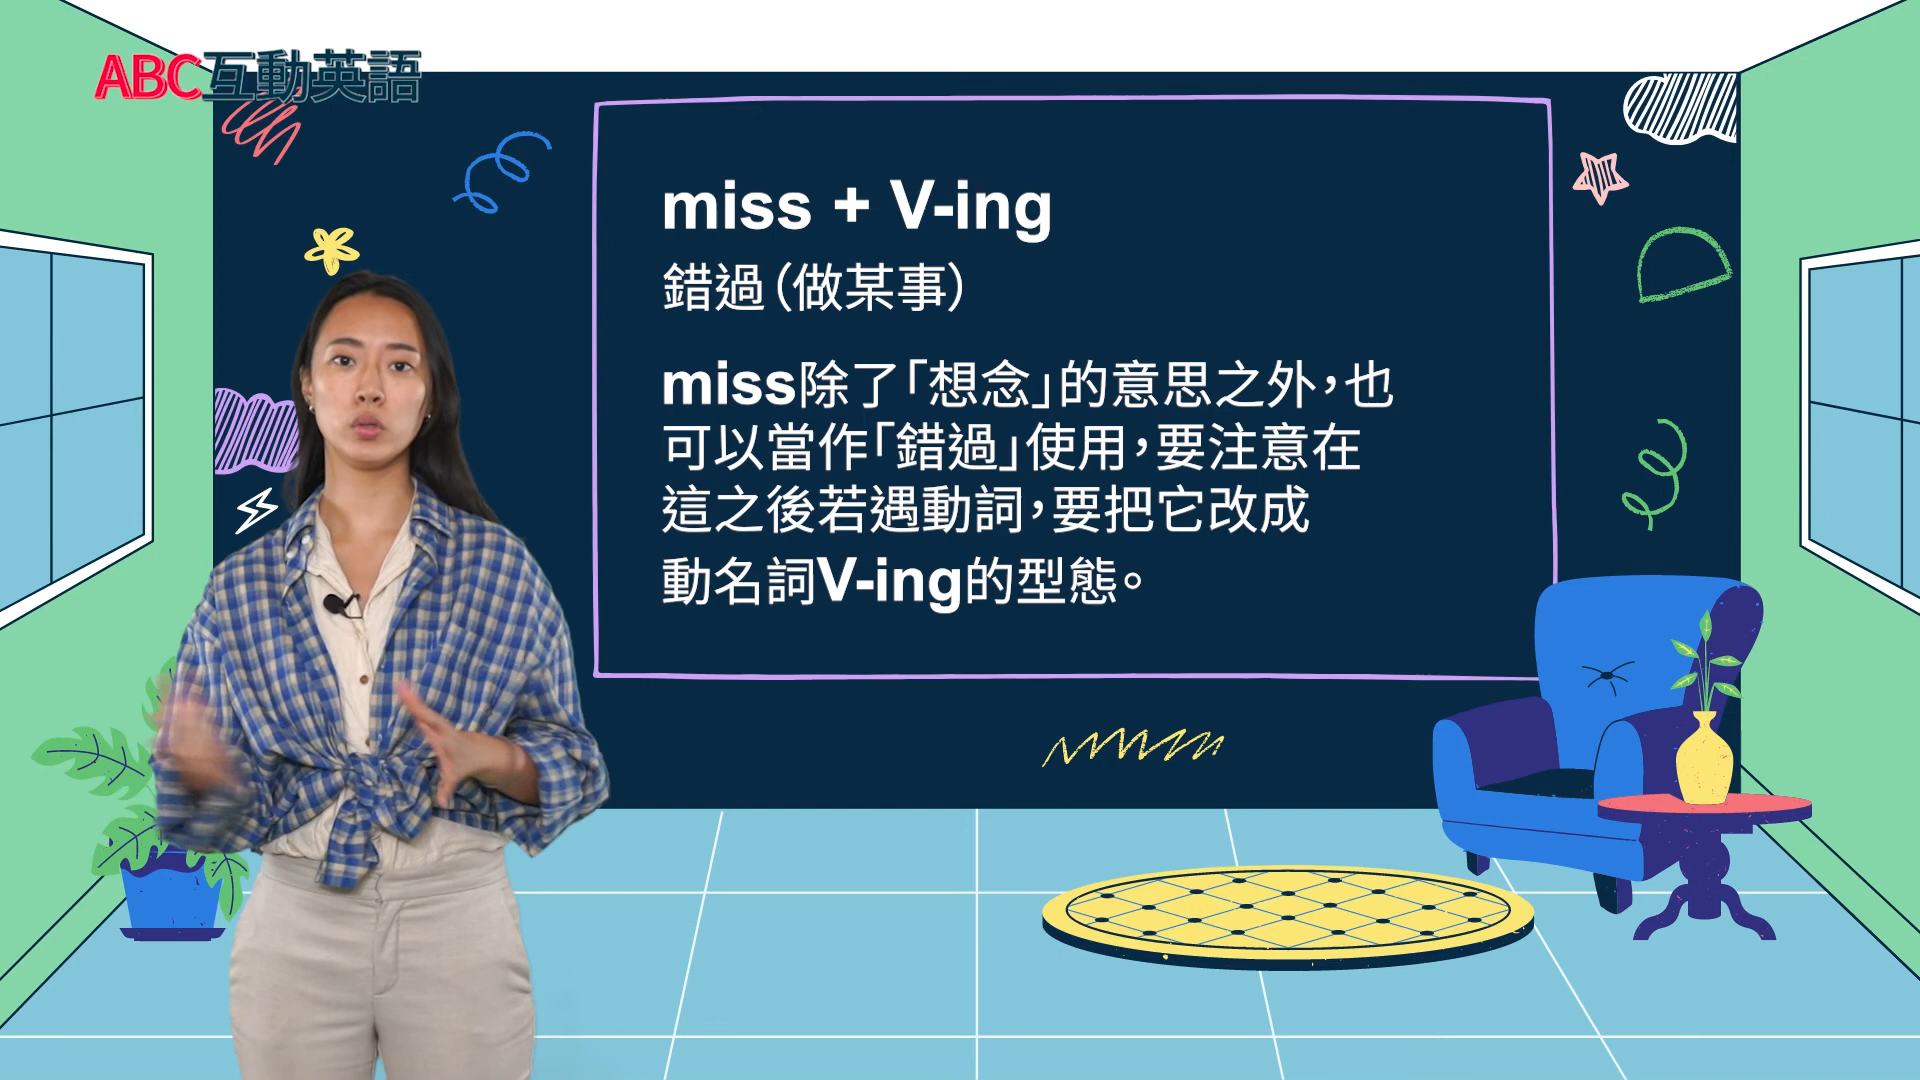 ABC互動英語
miss + V-ing
錯過（做某事）
miss除了「想念」的意思之外，也
可以當作「錯過」使用，要注意在
這之後若遇動詞，要把它改成
動名詞V-ing的型態。